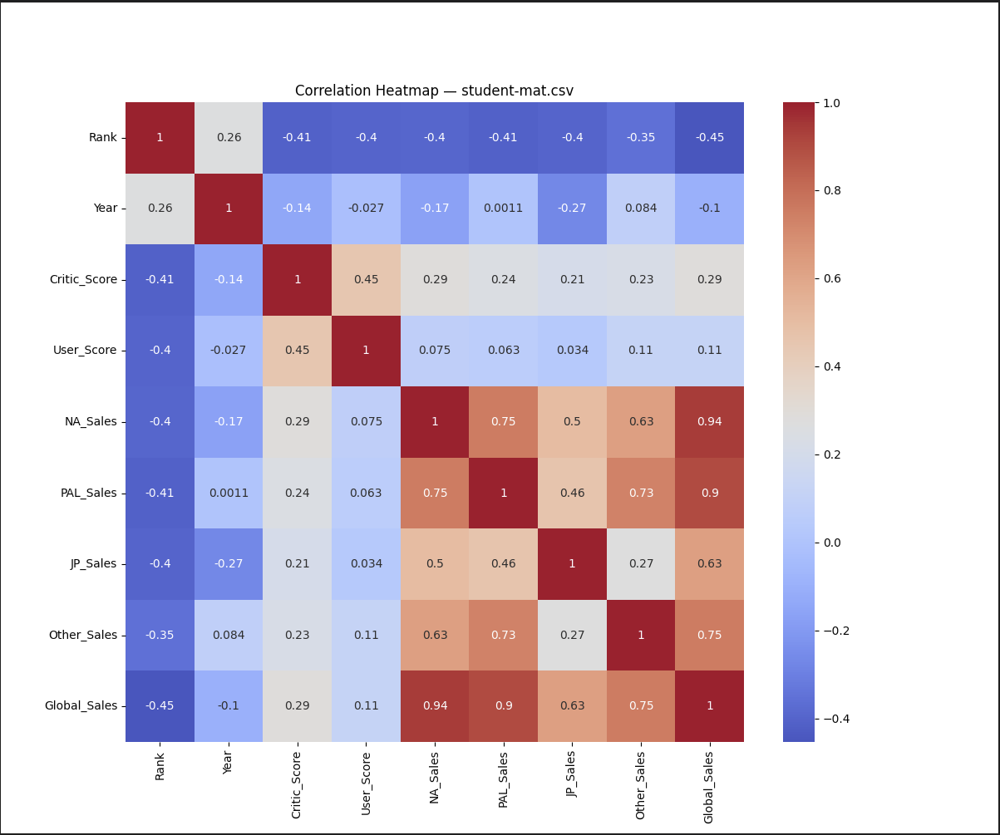 Correlation Heatmap — student-mat.csv
Rank 1 0.26 -0.41 -0.4 -0.4 -0.41 -0.4 -0.35 -0.45
Year 0.26 1 -0.14 -0.027 -0.17 0.0011 -0.27 0.084 -0.1
Critic_Score -0.41 -0.14 1 0.45 0.29 0.24 0.21 0.23 0.29
User_Score -0.4 -0.027 0.45 1 0.075 0.063 0.034 0.11 0.11
NA_Sales -0.4 -0.17 0.29 0.075 1 0.75 0.5 0.63 0.94
PAL_Sales -0.41 0.0011 0.24 0.063 0.75 1 0.46 0.73 0.9
JP_Sales -0.4 -0.27 0.21 0.034 0.5 0.46 1 0.27 0.63
Other_Sales -0.35 0.084 0.23 0.11 0.63 0.73 0.27 1 0.75
Global_Sales -0.45 -0.1 0.29 0.11 0.94 0.9 0.63 0.75 1
Rank Year Critic_Score User_Score NA_Sales PAL_Sales JP_Sales Other_Sales Global_Sales
1.0
0.8
0.6
0.4
0.2
0.0
−0.2
−0.4